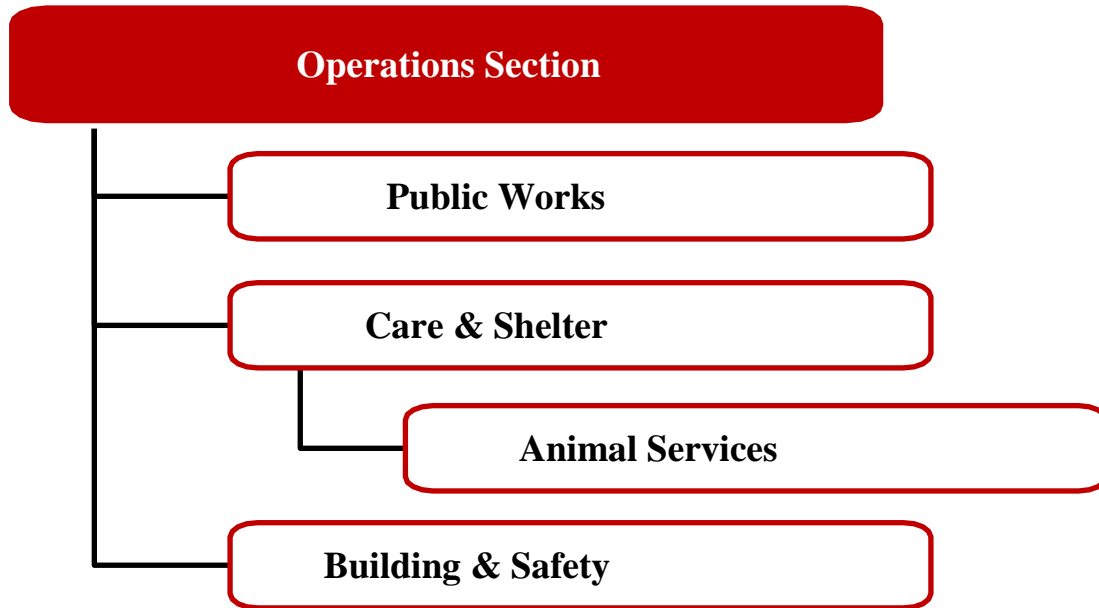 Operations Section
Public Works
Care & Shelter
Animal Services
Building & Safety